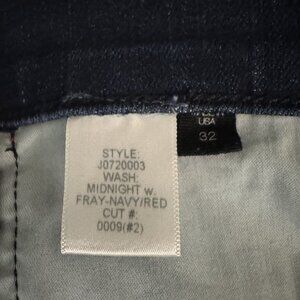 STYLE:
J0720003
WASH:
MIDNIGHT w.
FRAY-NAVY/RED
CUT #:
0009(#2)
USA
32